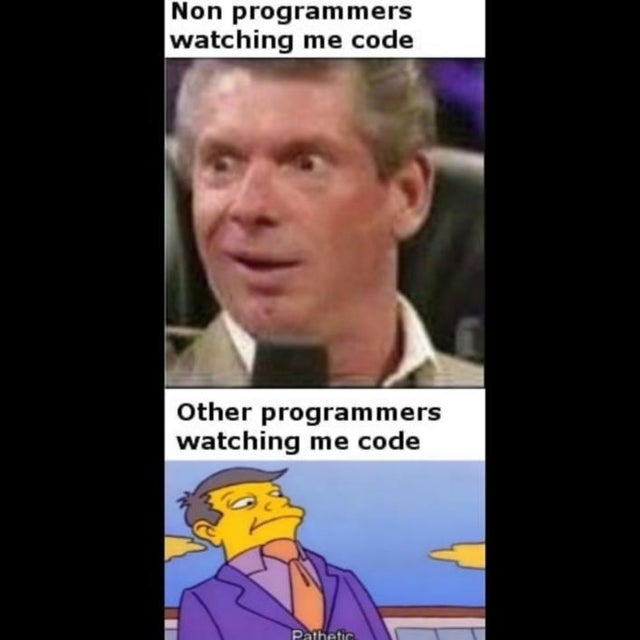 Non programmers
watching me code
Other programmers
watching me code
Pathetic